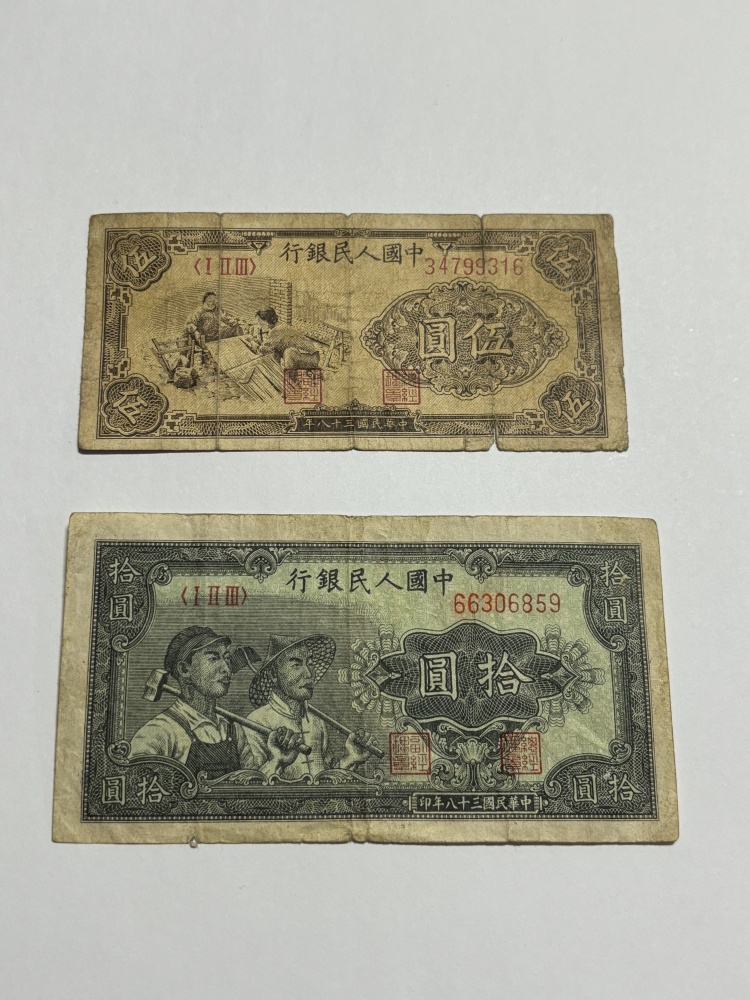 伍
中國人民銀行
伍
〈I II III〉
34799316
伍圓
伍
中華民國三十八年
伍
拾圓
中國人民銀行
拾圓
〈I II III〉
66306859
拾圓
拾圓
中華民國三十八年印
拾圓